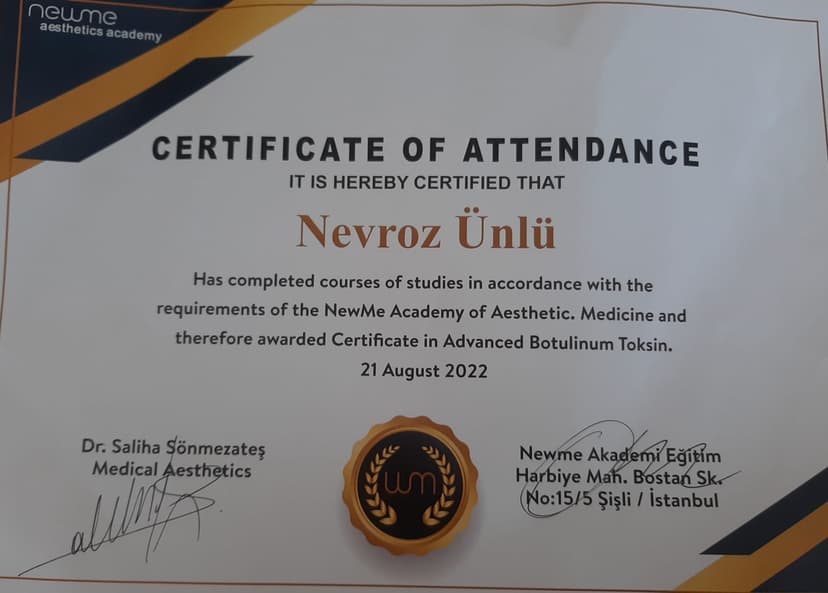 newme
aesthetics academy
CERTIFICATE OF ATTENDANCE
IT IS HEREBY CERTIFIED THAT
Nevroz Ünlü
Has completed courses of studies in accordance with the
requirements of the NewMe Academy of Aesthetic. Medicine and
therefore awarded Certificate in Advanced Botulinum Toksin.
21 August 2022
Dr. Saliha Sönmezateş
Medical Aesthetics
wm
Newme Akademi Eğitim
Harbiye Mah. Bostan Sk.
No:15/5 Şişli / İstanbul